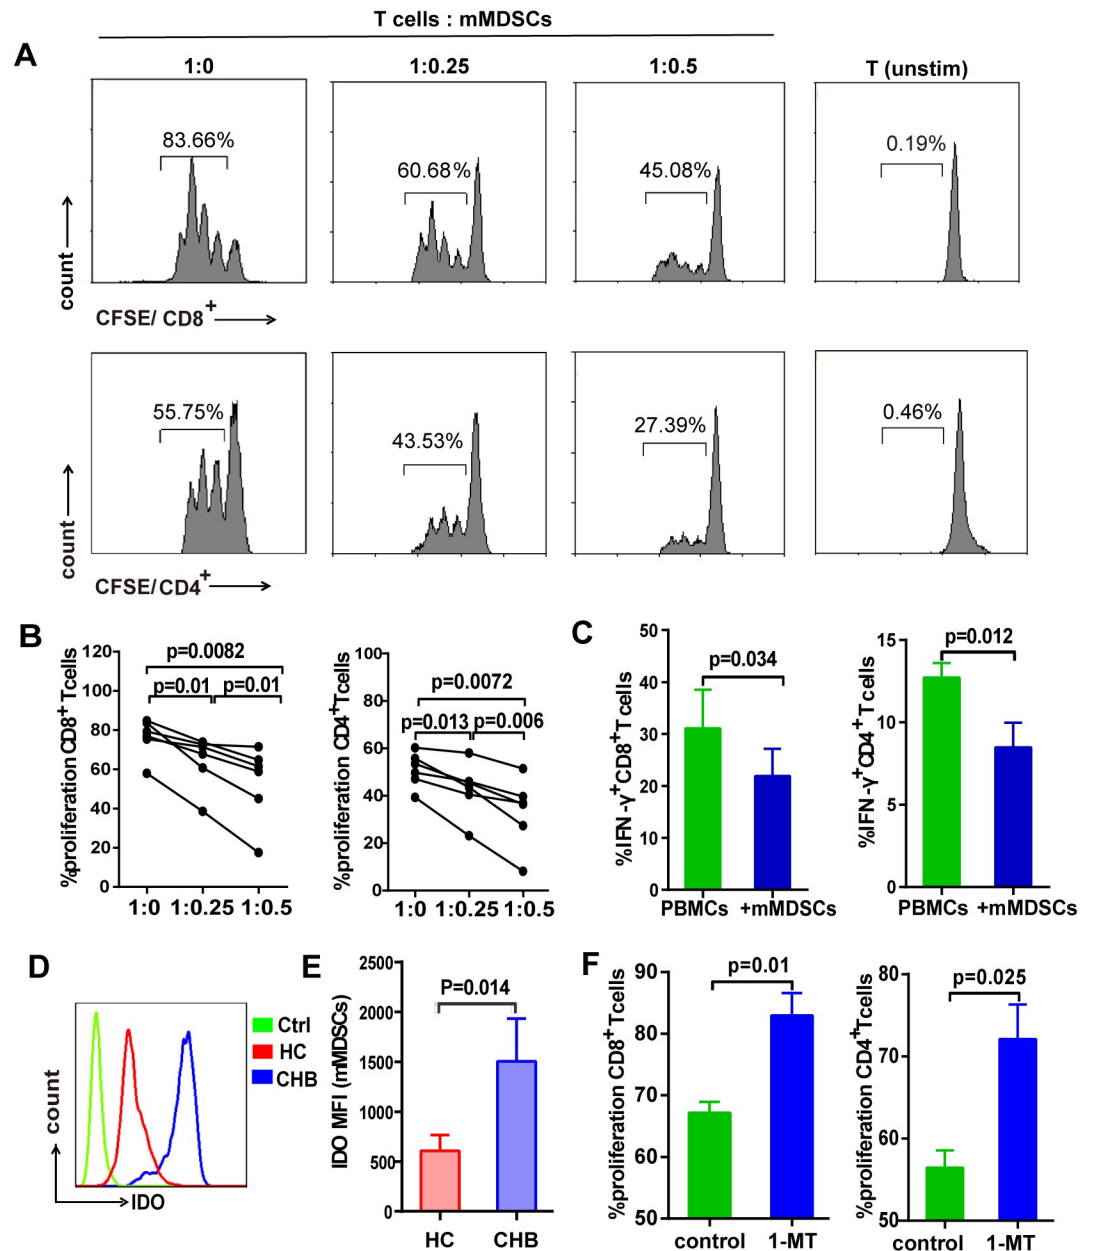 T cells : mMDSCs
A
1:0
1:0.25
1:0.5
T (unstim)
83.66%
60.68%
45.08%
0.19%
count
CFSE/ CD8+
55.75%
43.53%
27.39%
0.46%
count
CFSE/CD4+
B
%proliferation CD8+ Tcells
120
100
80
60
40
20
0
p=0.0082
p=0.01
p=0.01
1:0 1:0.25 1:0.5
%proliferation CD4+Tcells
100
80
60
40
20
0
p=0.0072
p=0.013
p=0.006
1:0 1:0.25 1:0.5
C
%IFN-γ+CD8+T cells
50
40
30
20
10
0
p=0.034
PBMCs +mMDSCs
%IFN-γ+CD4+T cells
15
10
5
0
p=0.012
PBMCs +mMDSCs
D
count
IDO
Ctrl
HC
CHB
E
IDO MFI (mMDSCs)
2500
2000
1500
1000
500
0
P=0.014
HC CHB
F
%proliferation CD8+Tcells
90
80
70
60
50
p=0.01
control 1-MT
%proliferation CD4+Tcells
80
70
60
50
p=0.025
control 1-MT